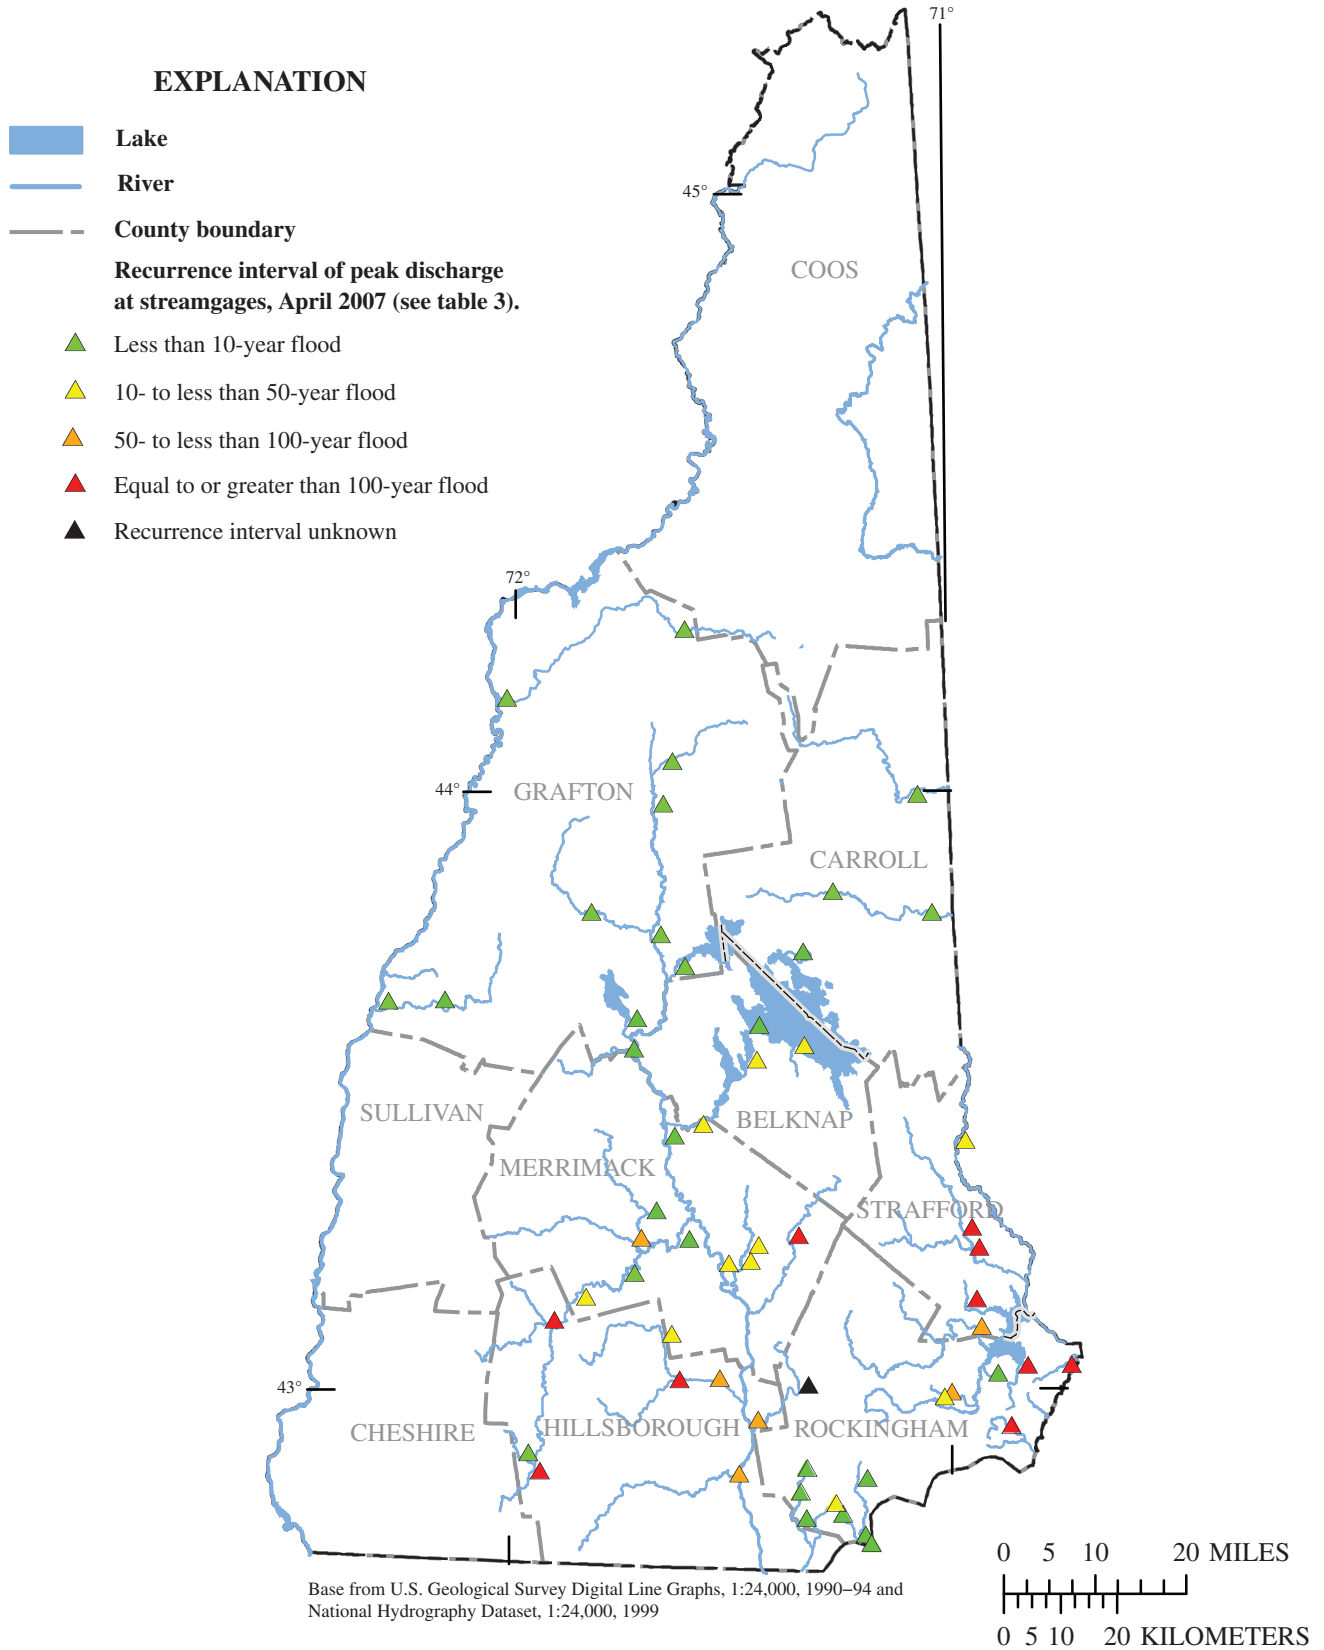 EXPLANATION
Lake
River
County boundary
Recurrence interval of peak discharge
at streamgages, April 2007 (see table 3).
Less than 10-year flood
10- to less than 50-year flood
50- to less than 100-year flood
Equal to or greater than 100-year flood
Recurrence interval unknown
71°
45°
COOS
72°
44°
GRAFTON
CARROLL
SULLIVAN
BELKNAP
MERRIMACK
STRAFFORD
43°
CHESHIRE
HILLSBOROUGH
ROCKINGHAM
0 5 10 20 MILES
0 5 10 20 KILOMETERS
Base from U.S. Geological Survey Digital Line Graphs, 1:24,000, 1990–94 and
National Hydrography Dataset, 1:24,000, 1999